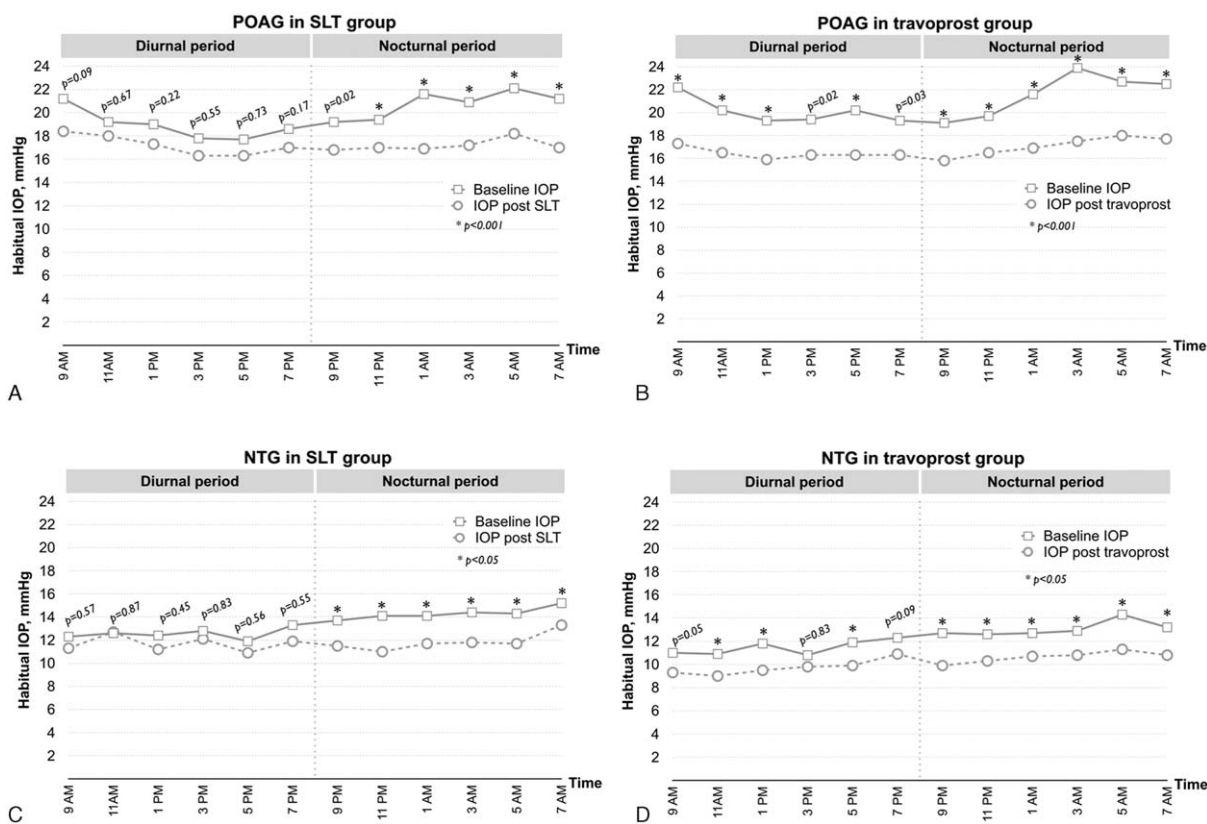 POAG in SLT group
Diurnal period
Nocturnal period
24
22
20
18
16
14
12
10
8
6
4
2
Habitual IOP, mmHg
p=0.09
p=0.67
p=0.22
p=0.55
p=0.73
p=0.17
p=0.02
*
*
*
*
*
Baseline IOP
IOP post SLT
* p<0.001
Time
9 AM
11AM
1 PM
3 PM
5 PM
7 PM
9 PM
11 PM
1 AM
3 AM
5 AM
7 AM
A
POAG in travoprost group
Diurnal period
Nocturnal period
24
22
20
18
16
14
12
10
8
6
4
2
Habitual IOP, mmHg
*
*
*
p=0.02
*
p=0.03
*
*
*
*
*
*
Baseline IOP
IOP post travoprost
* p<0.001
Time
9 AM
11 AM
1 PM
3 PM
5 PM
7 PM
9 PM
11 PM
1 AM
3 AM
5 AM
7 AM
B
NTG in SLT group
Diurnal period
Nocturnal period
24
22
20
18
16
14
12
10
8
6
4
2
Habitual IOP, mmHg
p=0.57
p=0.87
p=0.45
p=0.83
p=0.56
p=0.55
*
*
*
*
*
*
Baseline IOP
IOP post SLT
* p<0.05
Time
9 AM
11AM
1 PM
3 PM
5 PM
7 PM
9 PM
11 PM
1 AM
3 AM
5 AM
7 AM
C
NTG in travoprost group
Diurnal period
Nocturnal period
24
22
20
18
16
14
12
10
8
6
4
2
Habitual IOP, mmHg
p=0.05
*
*
p=0.83
*
p=0.09
*
*
*
*
*
*
Baseline IOP
IOP post travoprost
* p<0.05
Time
9 AM
11 AM
1 PM
3 PM
5 PM
7 PM
9 PM
11 PM
1 AM
3 AM
5 AM
7 AM
D